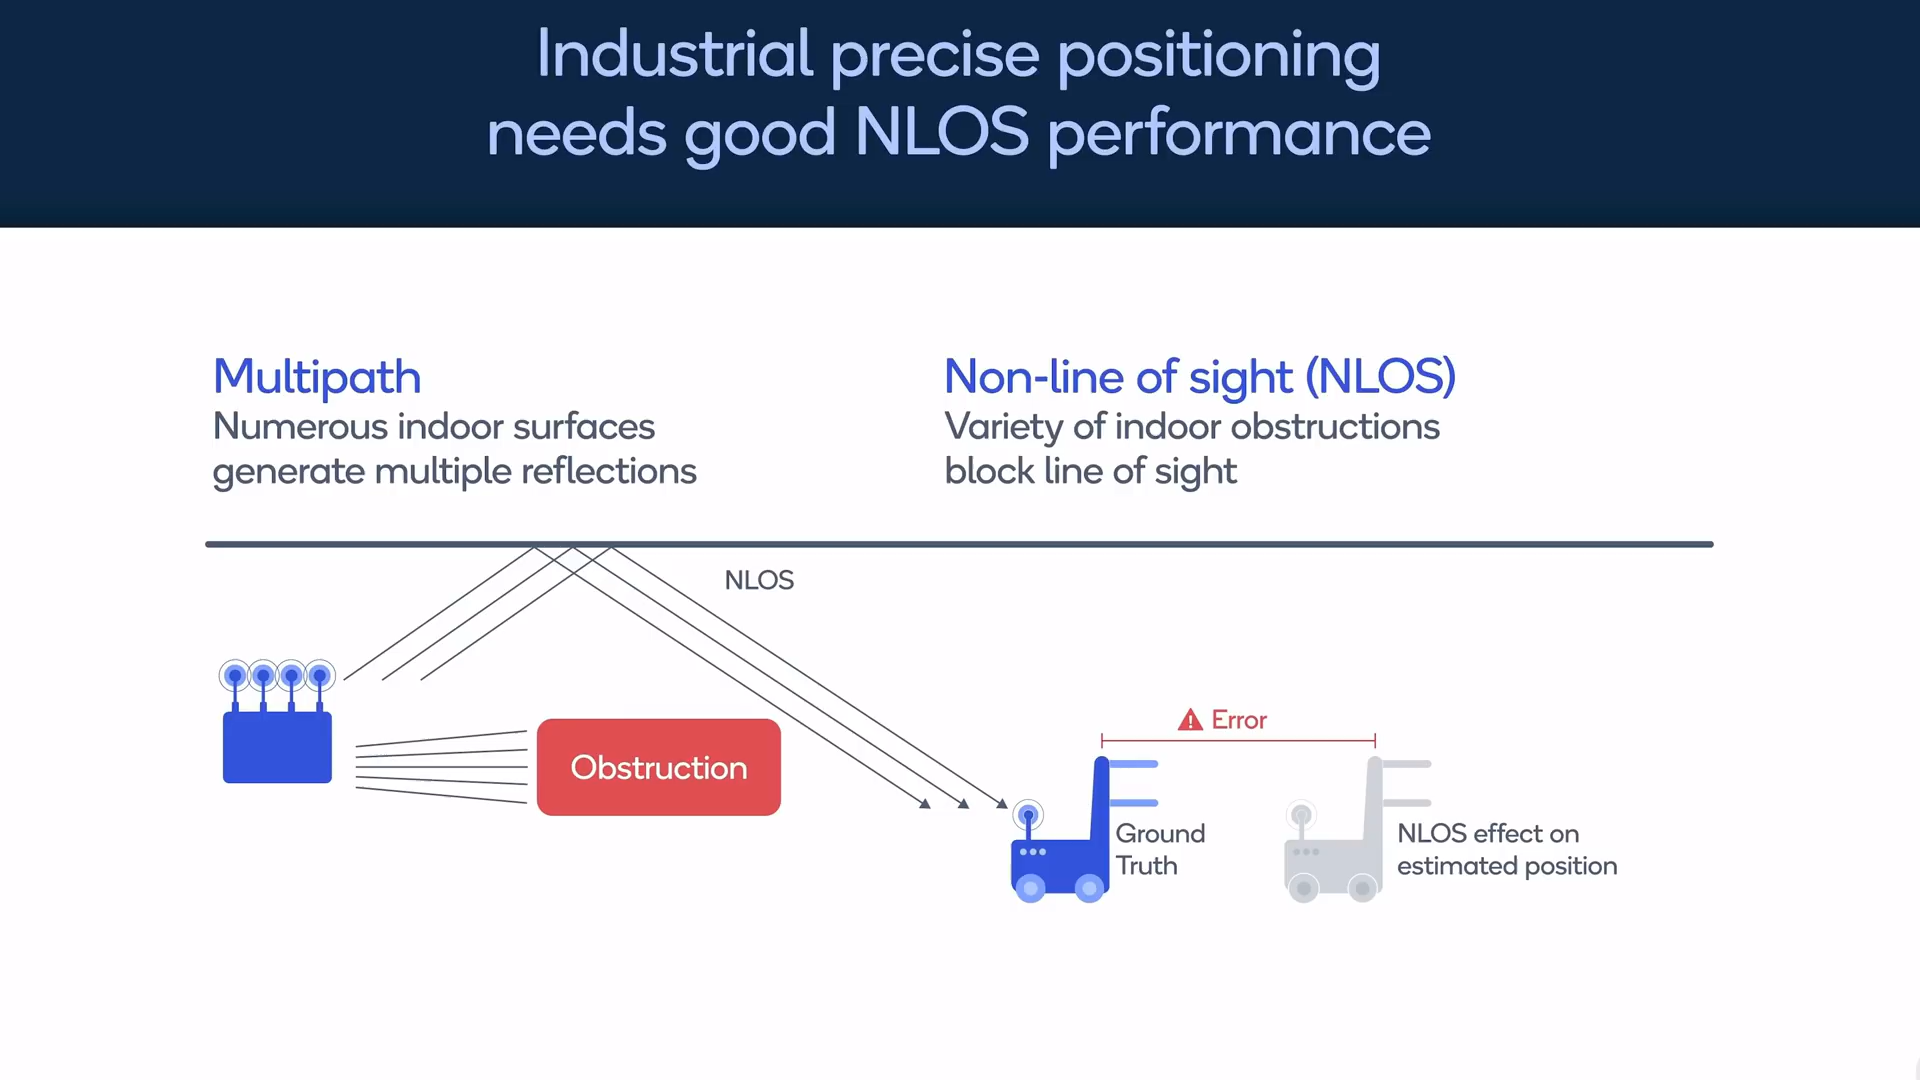 Industrial precise positioning
needs good NLOS performance
Multipath
Numerous indoor surfaces
generate multiple reflections
Non-line of sight (NLOS)
Variety of indoor obstructions
block line of sight
NLOS
Obstruction
Error
Ground
Truth
NLOS effect on
estimated position